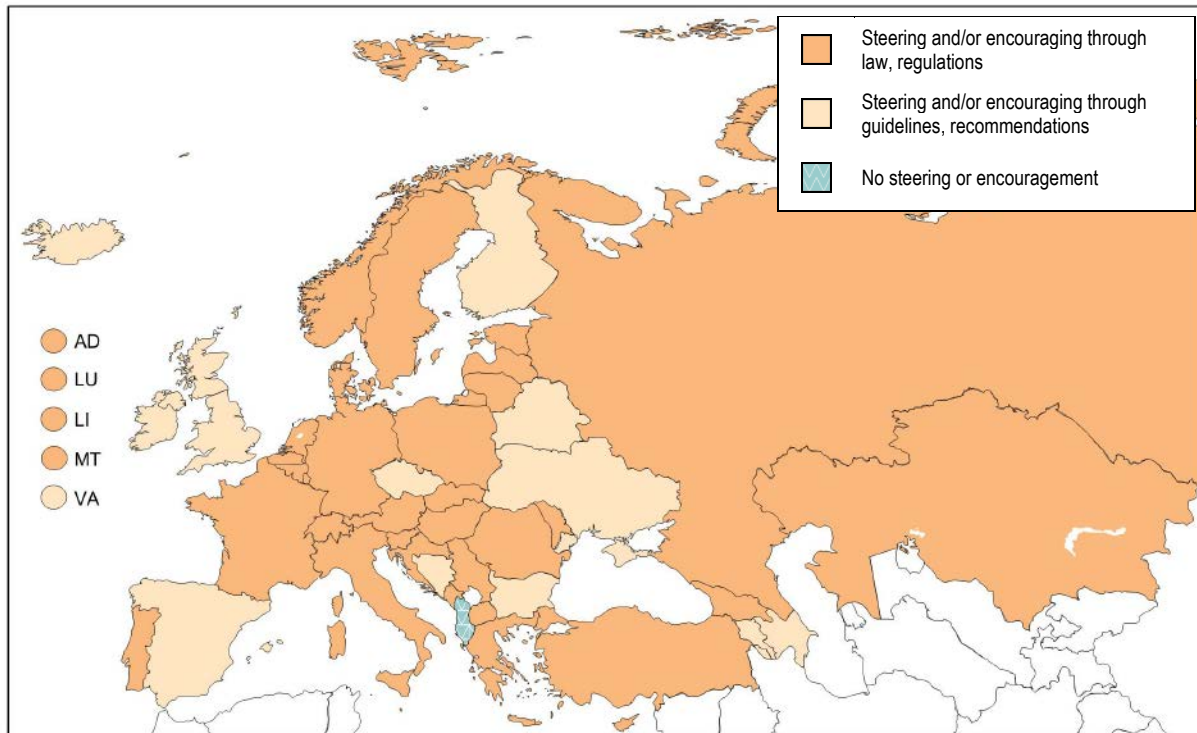 Steering and/or encouraging through
law, regulations
Steering and/or encouraging through
guidelines, recommendations
No steering or encouragement
AD
LU
LI
MT
VA